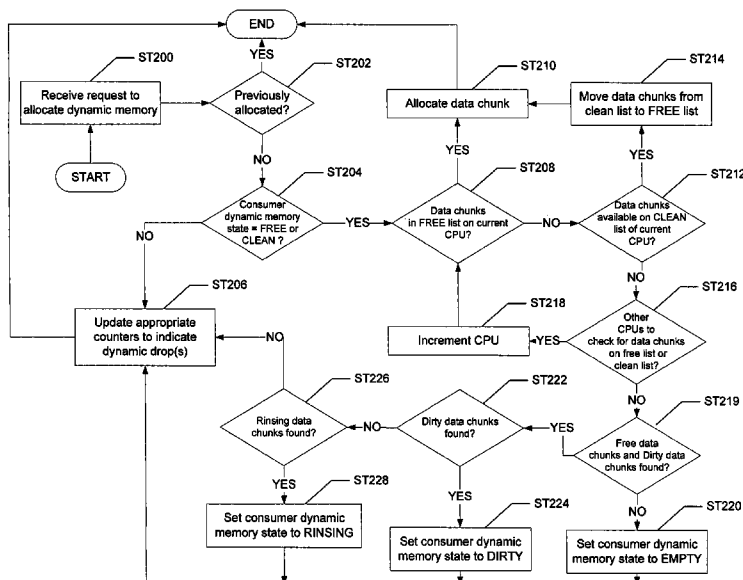 END
YES
ST200
Receive request to
allocate dynamic memory
START
ST202
Previously
allocated?
NO
ST204
Consumer
dynamic memory
state = FREE or
CLEAN ?
NO
YES
ST206
Update appropriate
counters to indicate
dynamic drop(s)
ST210
Allocate data chunk
YES
ST208
Data chunks
in FREE list on current
CPU?
NO
ST214
Move data chunks from
clean list to FREE list
YES
ST212
Data chunks
available on CLEAN
list of current
CPU?
NO
ST216
Other
CPUs to
check for data chunks
on free list or
clean list?
YES
ST218
Increment CPU
NO
ST219
Free data
chunks and Dirty data
chunks found?
YES
NO
ST220
Set consumer dynamic
memory state to EMPTY
ST222
Dirty data chunks
found?
NO
YES
ST224
Set consumer dynamic
memory state to DIRTY
ST226
Rinsing data
chunks found?
NO
YES
ST228
Set consumer dynamic
memory state to RINSING